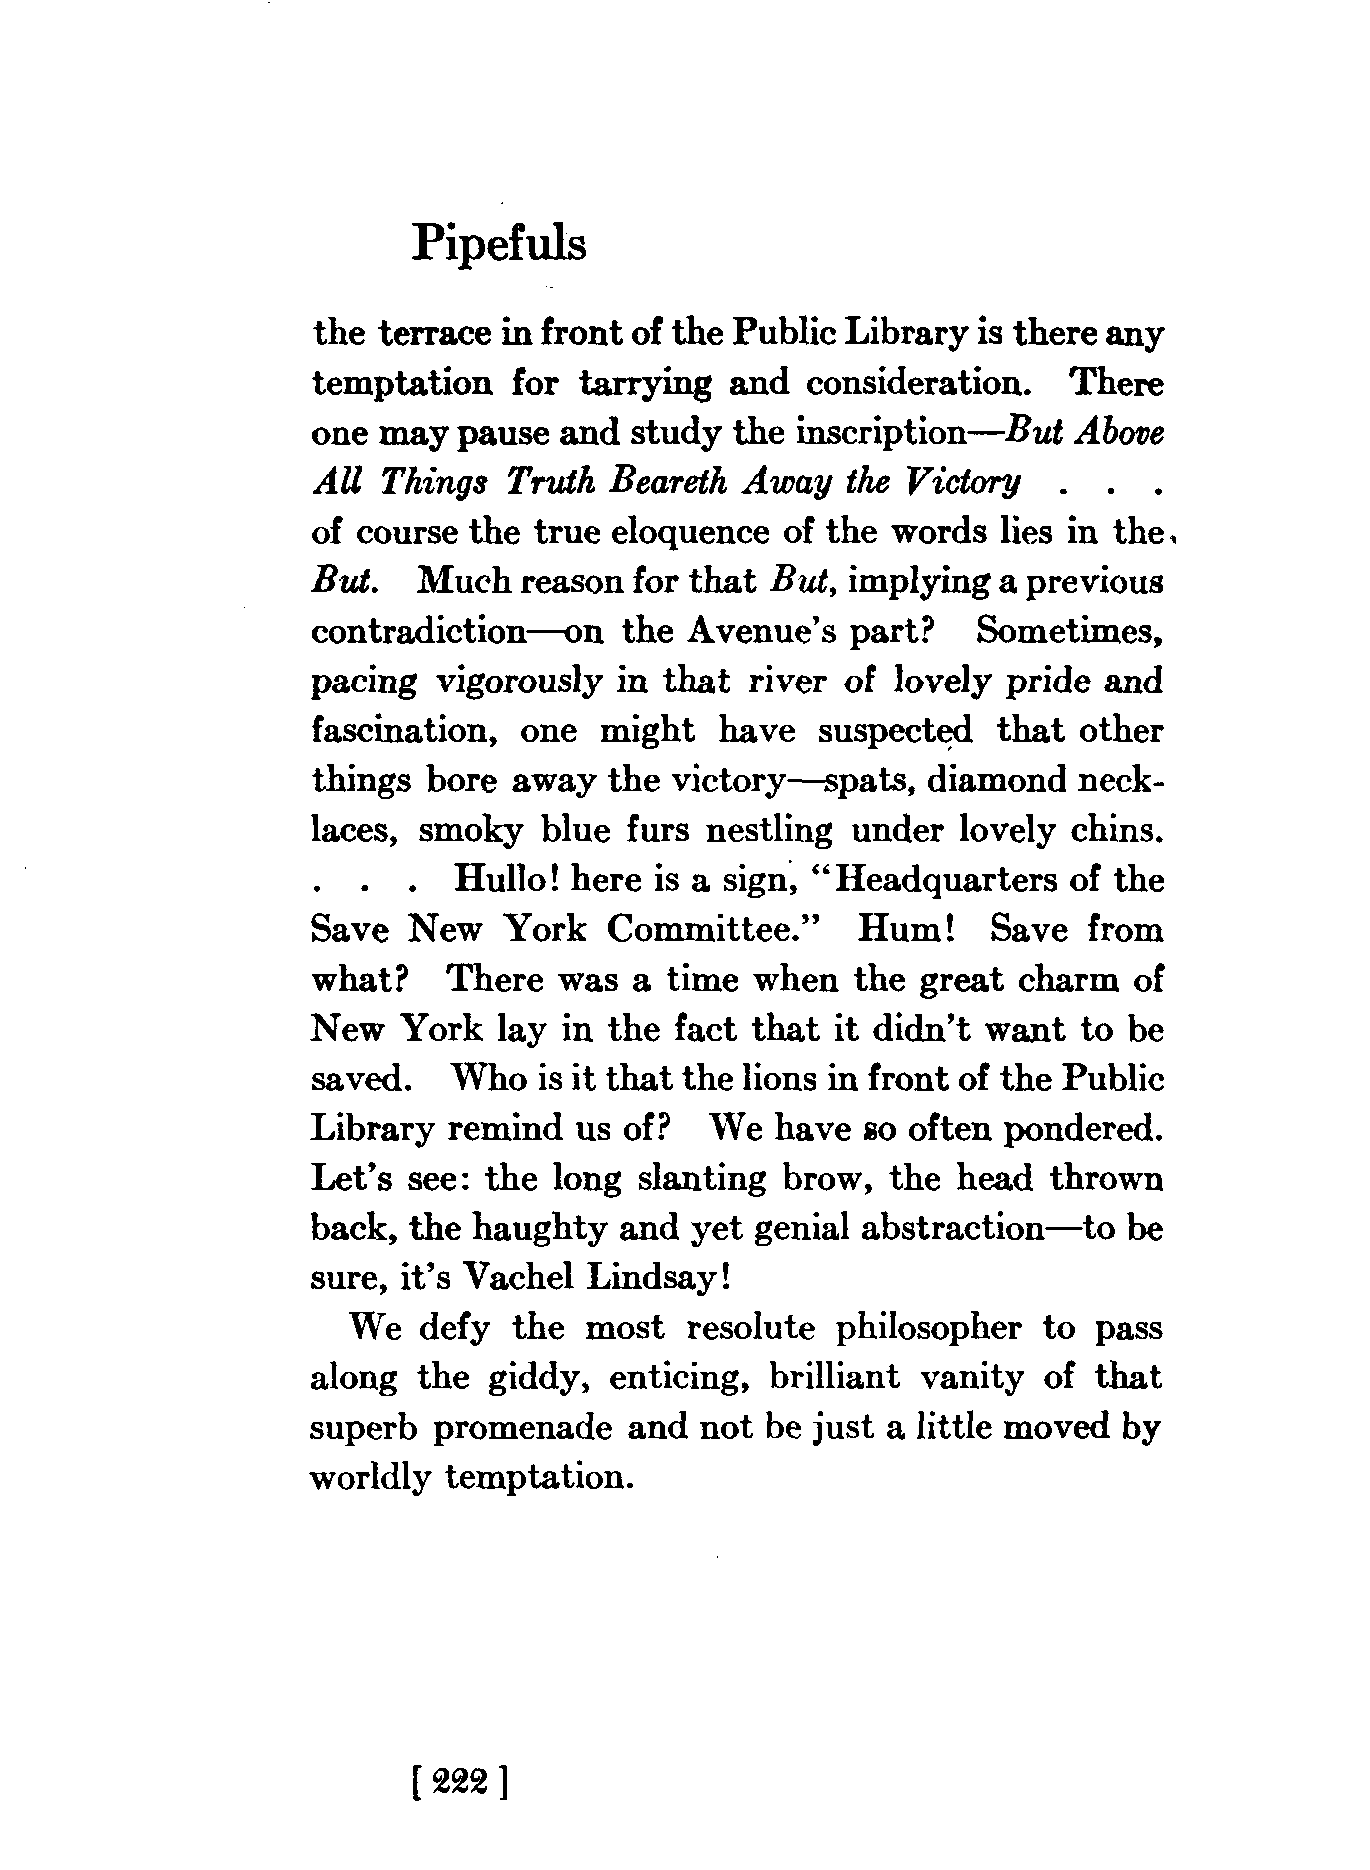 Pipefuls
the terrace in front of the Public Library is there any
temptation for tarrying and consideration. There
one may pause and study the inscription—But Above
All Things Truth Beareth Away the Victory . . .
of course the true eloquence of the words lies in the
But. Much reason for that But, implying a previous
contradiction—on the Avenue's part? Sometimes,
pacing vigorously in that river of lovely pride and
fascination, one might have suspected that other
things bore away the victory—spats, diamond neck-
laces, smoky blue furs nestling under lovely chins.
. . . Hullo! here is a sign, "Headquarters of the
Save New York Committee." Hum! Save from
what? There was a time when the great charm of
New York lay in the fact that it didn't want to be
saved. Who is it that the lions in front of the Public
Library remind us of? We have so often pondered.
Let's see: the long slanting brow, the head thrown
back, the haughty and yet genial abstraction—to be
sure, it's Vachel Lindsay!
We defy the most resolute philosopher to pass
along the giddy, enticing, brilliant vanity of that
superb promenade and not be just a little moved by
worldly temptation.
[ 222 ]